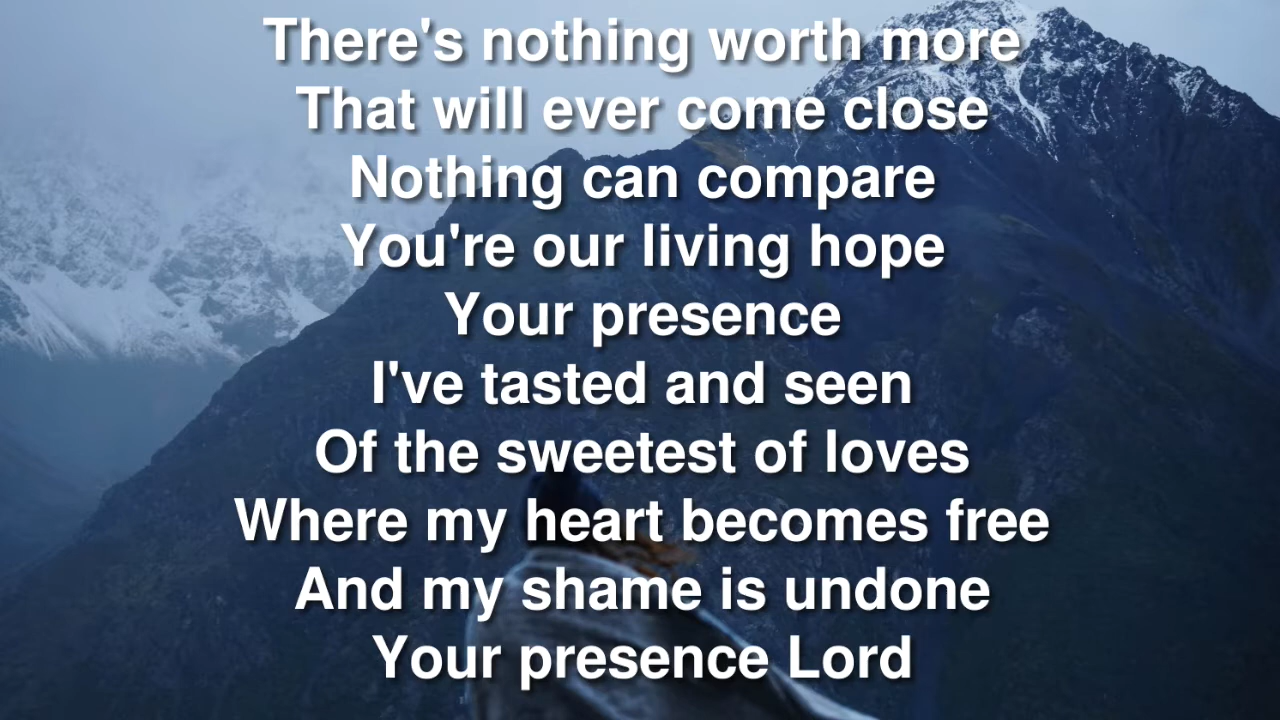 There's nothing worth more
That will ever come close
Nothing can compare
You're our living hope
Your presence
I've tasted and seen
Of the sweetest of loves
Where my heart becomes free
And my shame is undone
Your presence Lord